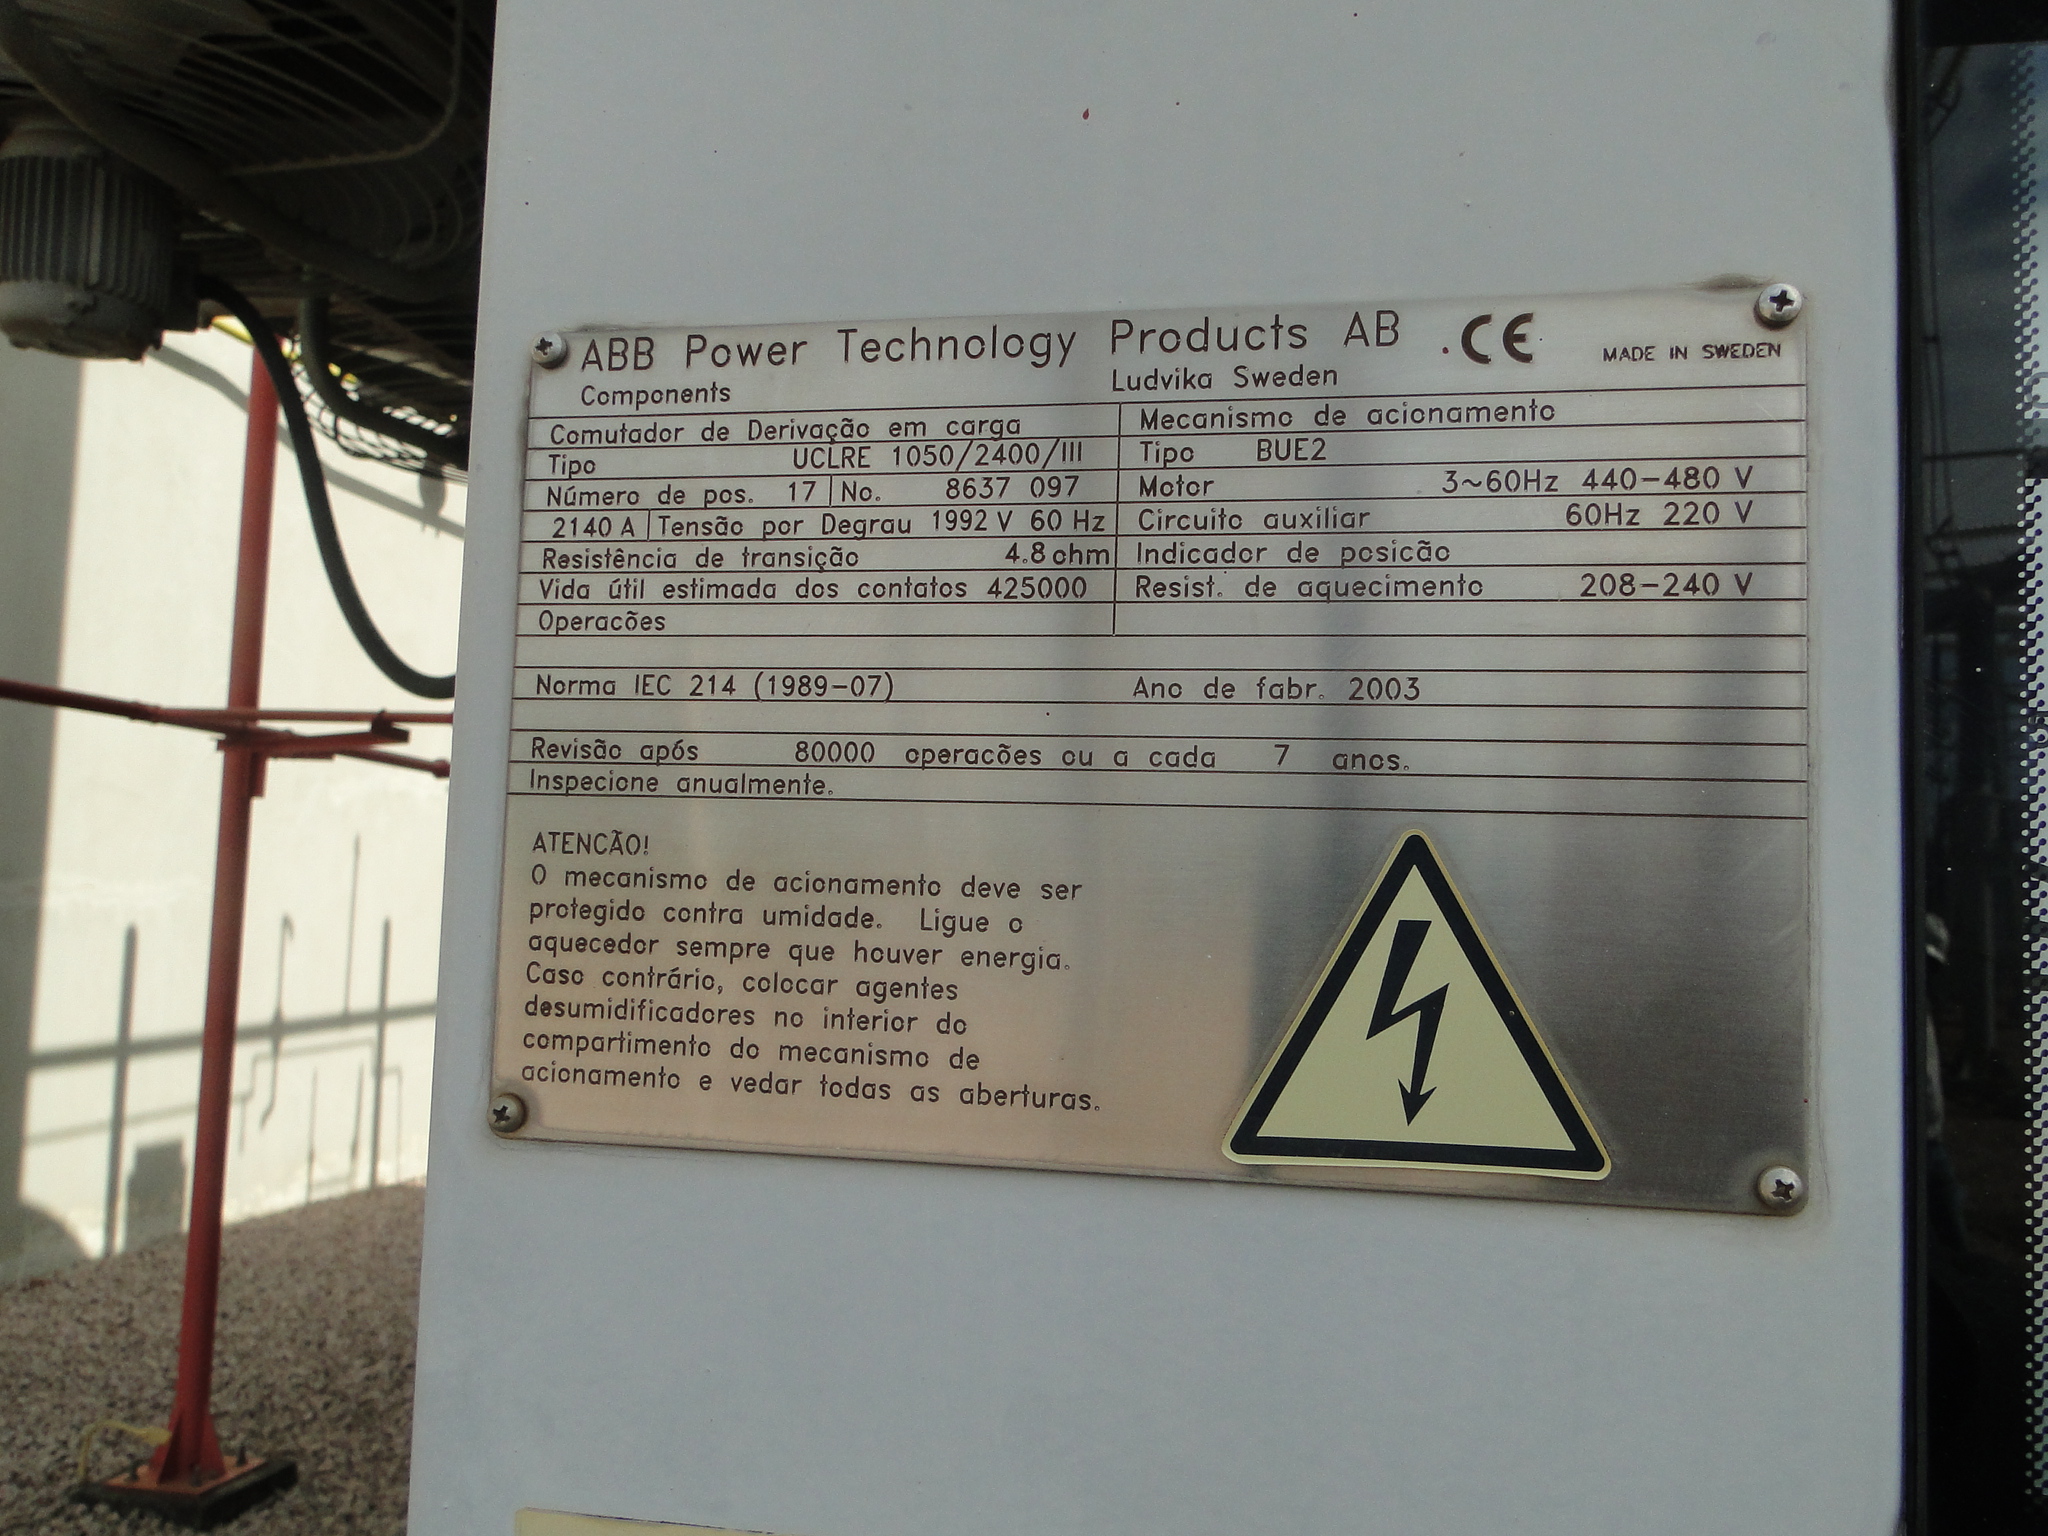 ABB Power Technology Products AB CE MADE IN SWEDEN
Components Ludvika Sweden
Comutador de Derivação em carga
Tipo UCLRE 1050/2400/III
Número de pos. 17 No. 8637 097
2140 A Tensão por Degrau 1992 V 60 Hz
Resistência de transição 4.8 ohm
Vida útil estimada dos contatos 425000
Operacões
Mecanismo de acionamento
Tipo BUE2
Motor 3~60Hz 440-480 V
Circuito auxiliar 60Hz 220 V
Indicador de posicão
Resist. de aquecimento 208-240 V
Norma IEC 214 (1989-07) Ano de fabr. 2003
Revisão após 80000 operacões ou a cada 7 anos.
Inspecione anualmente.
ATENCÃO!
O mecanismo de acionamento deve ser
protegido contra umidade. Ligue o
aquecedor sempre que houver energia.
Caso contrário, colocar agentes
desumidificadores no interior do
compartimento do mecanismo de
acionamento e vedar todas as aberturas.